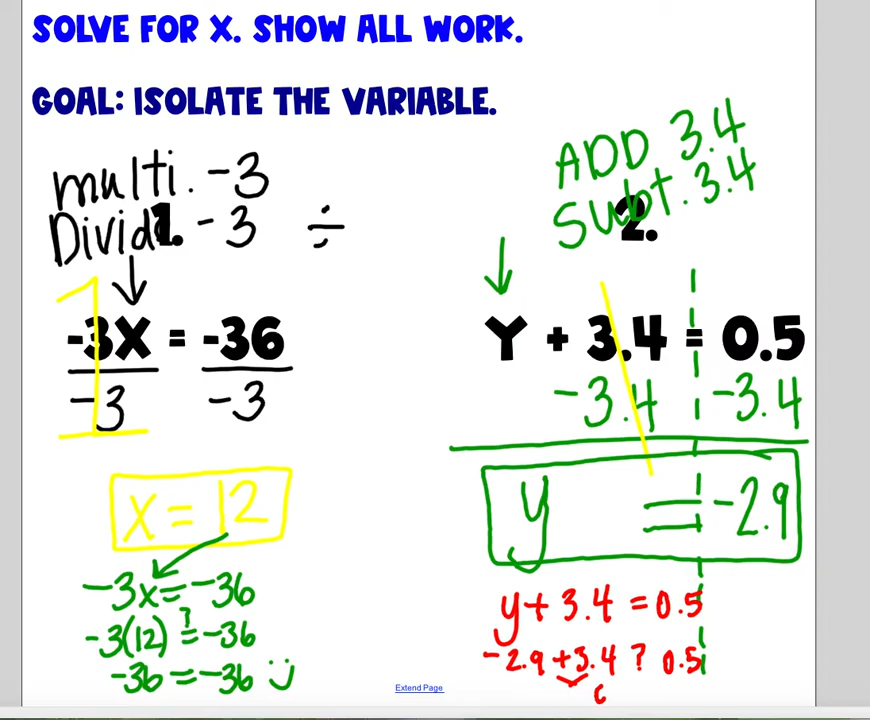 SOLVE FOR X. SHOW ALL WORK.
GOAL: ISOLATE THE VARIABLE.
multi. -3
Divid -3 ÷
1.
-3X = -36
-3 -3
x = 12
-3x = -36
-3(12) ?= -36
-36 = -36
ADD 3.4
Subt. 3.4
2.
Y + 3.4 = 0.5
-3.4 -3.4
y = -2.9
y + 3.4 = 0.5
-2.9 + 3.4 ? 0.5
Extend Page